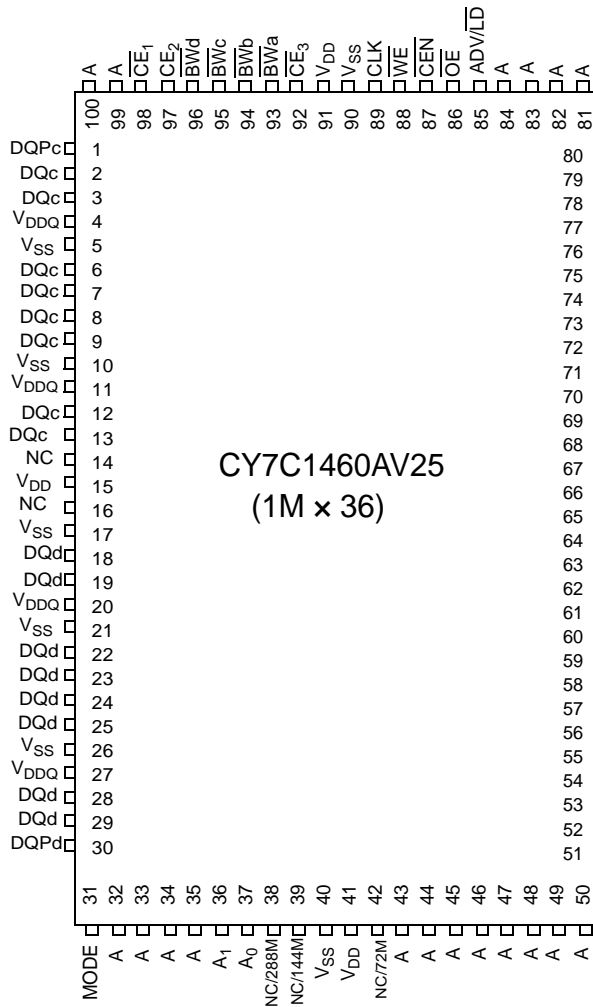 A A CE1 CE2 BWd BWc BWb BWa CE3 VDD VSS CLK WE CEN OE ADV/LD A A A A
100 99 98 97 96 95 94 93 92 91 90 89 88 87 86 85 84 83 82 81
DQPc 1 80
DQc 2 79
DQc 3 78
VDDQ 4 77
VSS 5 76
DQc 6 75
DQc 7 74
DQc 8 73
DQc 9 72
VSS 10 71
VDDQ 11 70
DQc 12 69
DQc 13 68
NC 14 67
VDD 15 66
NC 16 65
VSS 17 64
DQd 18 63
DQd 19 62
VDDQ 20 61
VSS 21 60
DQd 22 59
DQd 23 58
DQd 24 57
DQd 25 56
VSS 26 55
VDDQ 27 54
DQd 28 53
DQd 29 52
DQPd 30 51
CY7C1460AV25
(1M × 36)
31 32 33 34 35 36 37 38 39 40 41 42 43 44 45 46 47 48 49 50
MODE A A A A A1 A0 NC/288M NC/144M VSS VDD NC/72M A A A A A A A A